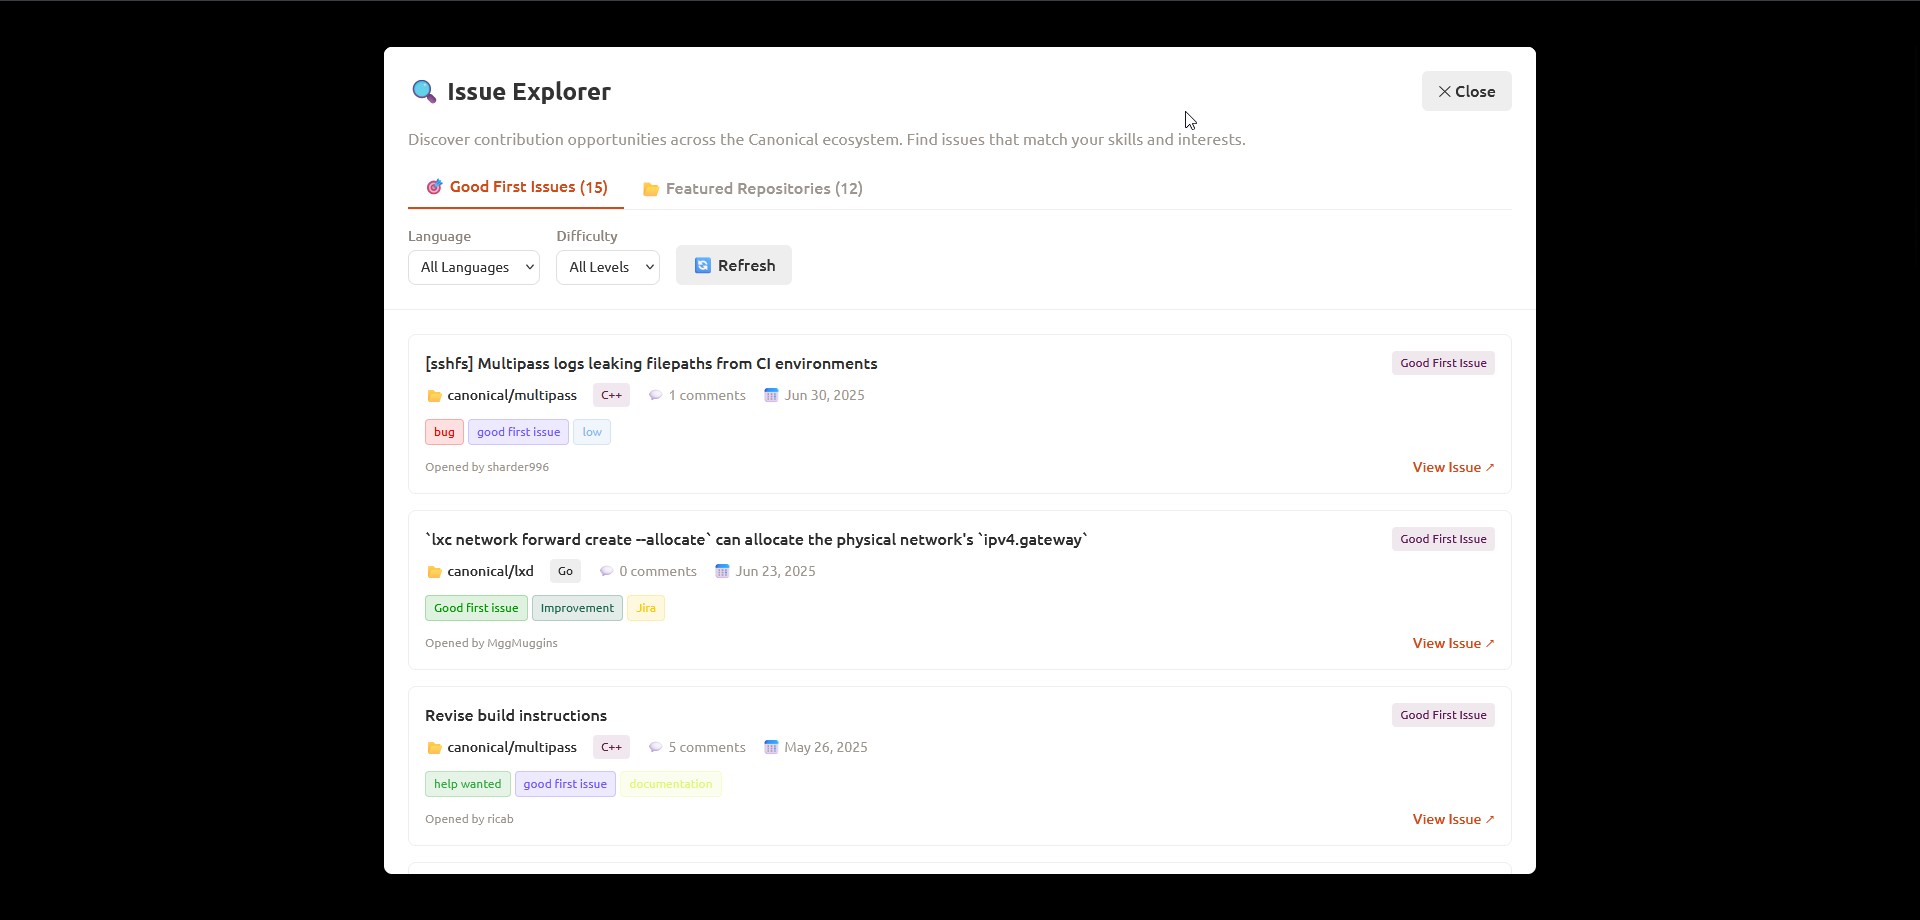 Issue Explorer
Close
Discover contribution opportunities across the Canonical ecosystem. Find issues that match your skills and interests.
Good First Issues (15)
Featured Repositories (12)
Language
Difficulty
All Languages
All Levels
Refresh
[sshfs] Multipass logs leaking filepaths from CI environments
Good First Issue
canonical/multipass C++ 1 comments Jun 30, 2025
bug good first issue low
Opened by sharder996
View Issue ↗
`lxc network forward create --allocate` can allocate the physical network's `ipv4.gateway`
Good First Issue
canonical/lxd Go 0 comments Jun 23, 2025
Good first issue Improvement Jira
Opened by MggMuggins
View Issue ↗
Revise build instructions
Good First Issue
canonical/multipass C++ 5 comments May 26, 2025
help wanted good first issue documentation
Opened by ricab
View Issue ↗